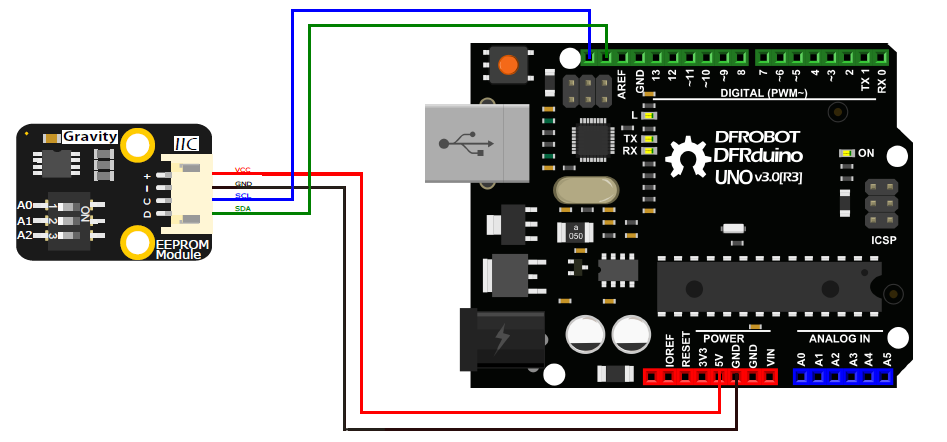 Gravity
IIC
+
−
C
D
VCC
GND
SCL
SDA
A0
A1
A2
1
2
3
ON
EEPROM
Module
AREF
GND
13
12
~11
~10
~9
8
7
~6
~5
4
~3
2
TX 1
RX 0
DIGITAL (PWM~)
L
TX
RX
DFROBOT
DFRduino
UNO v3.0[R3]
ON
ICSP
a
050
POWER
ANALOG IN
IOREF
RESET
3V3
5V
GND
GND
VIN
A0
A1
A2
A3
A4
A5